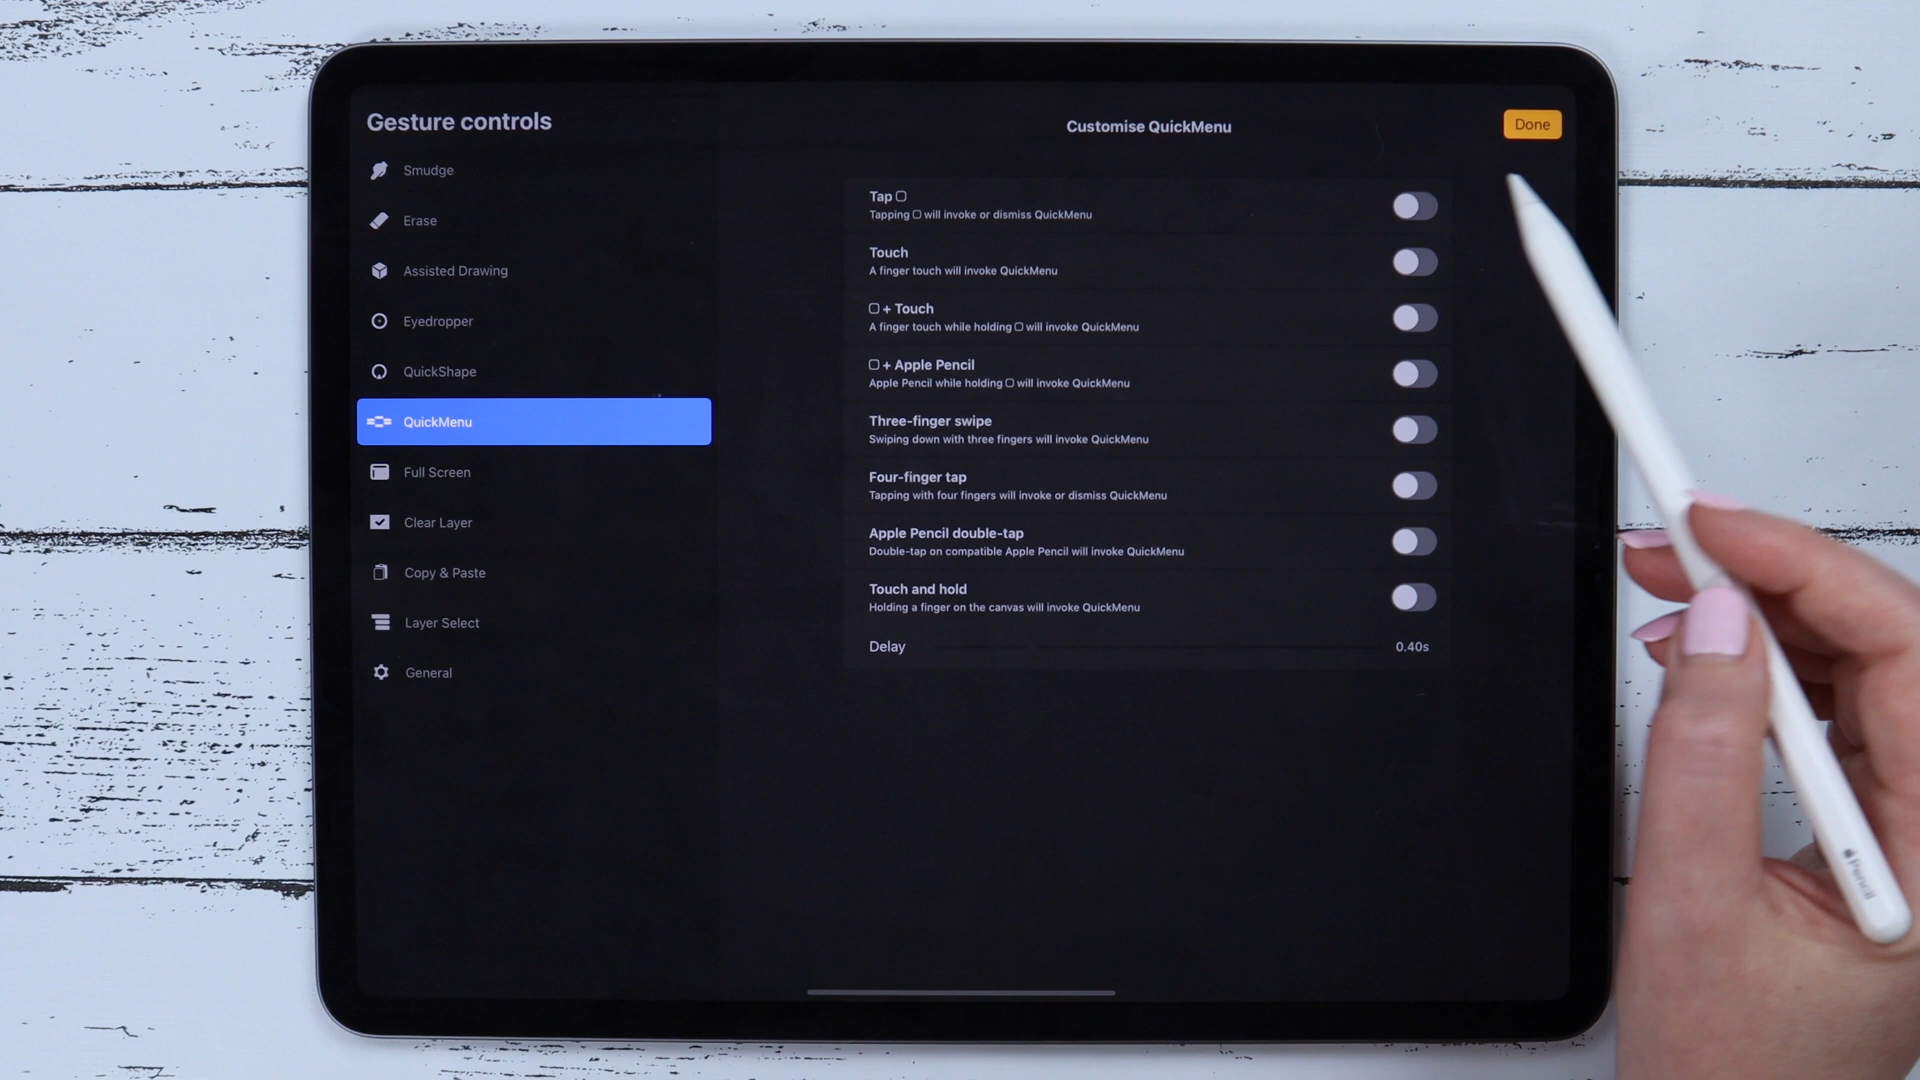 Gesture controls
Smudge
Erase
Assisted Drawing
Eyedropper
QuickShape
QuickMenu
Full Screen
Clear Layer
Copy & Paste
Layer Select
General
Customise QuickMenu
Done
Tap ▢
Tapping ▢ will invoke or dismiss QuickMenu
Touch
A finger touch will invoke QuickMenu
▢ + Touch
A finger touch while holding ▢ will invoke QuickMenu
▢ + Apple Pencil
Apple Pencil while holding ▢ will invoke QuickMenu
Three-finger swipe
Swiping down with three fingers will invoke QuickMenu
Four-finger tap
Tapping with four fingers will invoke or dismiss QuickMenu
Apple Pencil double-tap
Double-tap on compatible Apple Pencil will invoke QuickMenu
Touch and hold
Holding a finger on the canvas will invoke QuickMenu
Delay 0.40s
Pencil